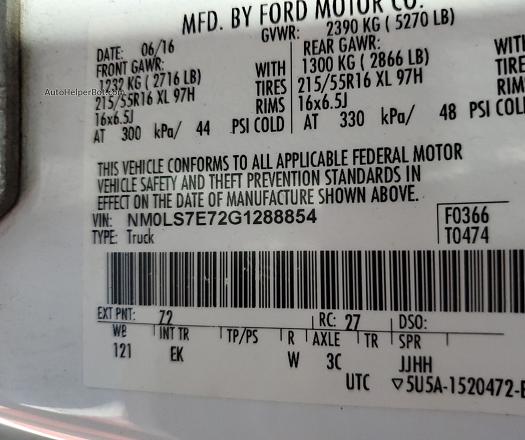 MFD. BY FORD MOTOR CO.
GVWR: 2390 KG ( 5270 LB)
DATE: 06/16
FRONT GAWR: REAR GAWR: WITH
1232 KG ( 2716 LB) WITH 1300 KG ( 2866 LB) TIRES
215/55R16 XL 97H TIRES 215/55R16 XL 97H RIMS
16x6.5J RIMS 16x6.5J
AT 300 kPa/ 44 PSI COLD AT 330 kPa/ 48 PSI COLD
AutoHelperBot.com
THIS VEHICLE CONFORMS TO ALL APPLICABLE FEDERAL MOTOR
VEHICLE SAFETY AND THEFT PREVENTION STANDARDS IN
EFFECT ON THE DATE OF MANUFACTURE SHOWN ABOVE.
VIN: NM0LS7E72G1288854 F0366
TYPE: Truck T0474
EXT PNT: 72 RC: 27 DSO:
WB INT TR TP/PS R AXLE TR SPR
121 EK W 3C JJHH
UTC ▽5U5A-1520472-